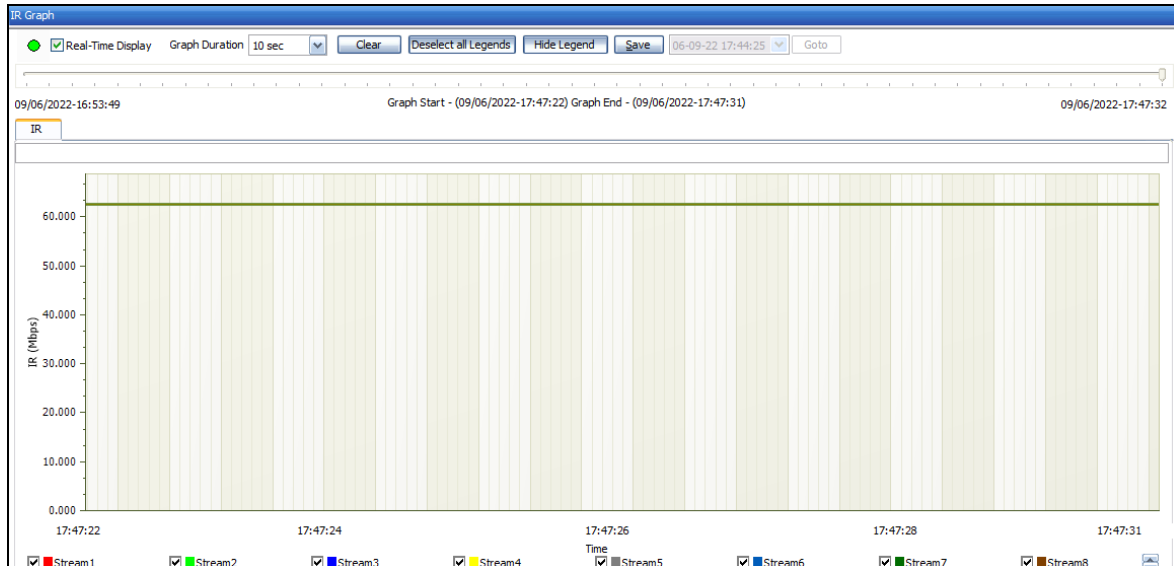 IR Graph
Real-Time Display Graph Duration 10 sec Clear Deselect all Legends Hide Legend Save 06-09-22 17:44:25 Goto
09/06/2022-16:53:49 Graph Start - (09/06/2022-17:47:22) Graph End - (09/06/2022-17:47:31) 09/06/2022-17:47:32
IR
60.000
50.000
40.000
IR (Mbps)
30.000
20.000
10.000
0.000
17:47:22 17:47:24 17:47:26 17:47:28 17:47:31
Time
Stream1 Stream2 Stream3 Stream4 Stream5 Stream6 Stream7 Stream8